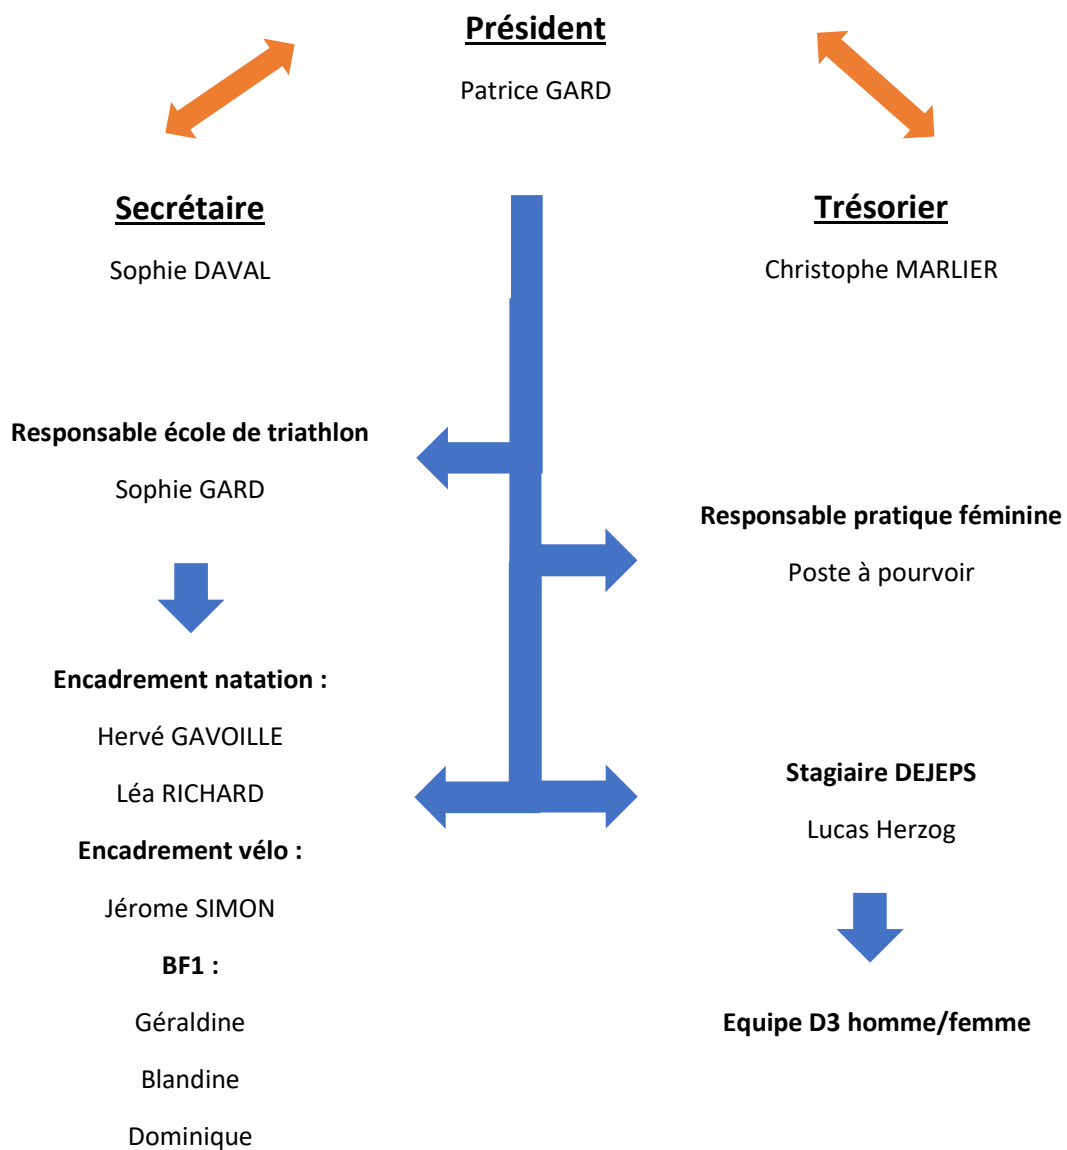 Président
Patrice GARD
Secrétaire
Sophie DAVAL
Trésorier
Christophe MARLIER
Responsable école de triathlon
Sophie GARD
Responsable pratique féminine
Poste à pourvoir
Encadrement natation :
Hervé GAVOILLE
Léa RICHARD
Encadrement vélo :
Jérome SIMON
BF1 :
Géraldine
Blandine
Dominique
Stagiaire DEJEPS
Lucas Herzog
Equipe D3 homme/femme